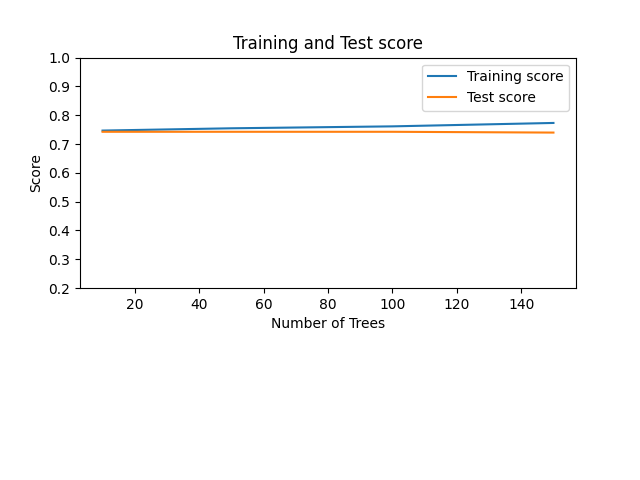 Training and Test score
Training score
Test score
1.0
0.9
0.8
0.7
0.6
0.5
0.4
0.3
0.2
Score
20 40 60 80 100 120 140
Number of Trees